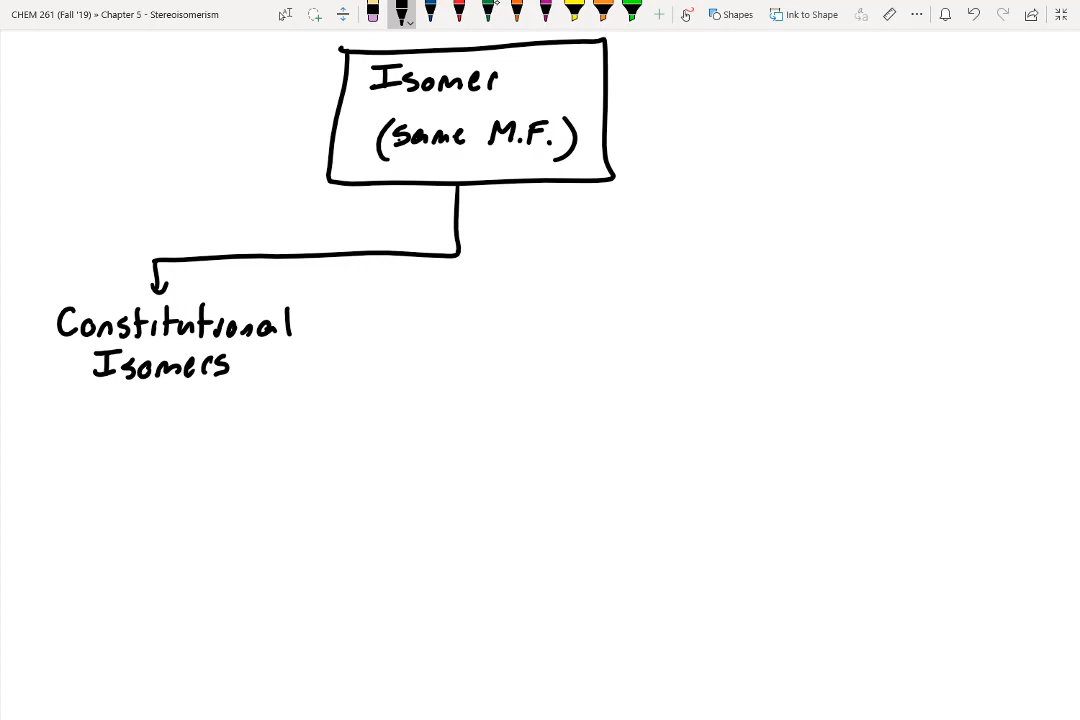 CHEM 261 (Fall '19) » Chapter 5 - Stereoisomerism
Shapes
Ink to Shape
Isomer
(same M.F.)
Constitutional
Isomers